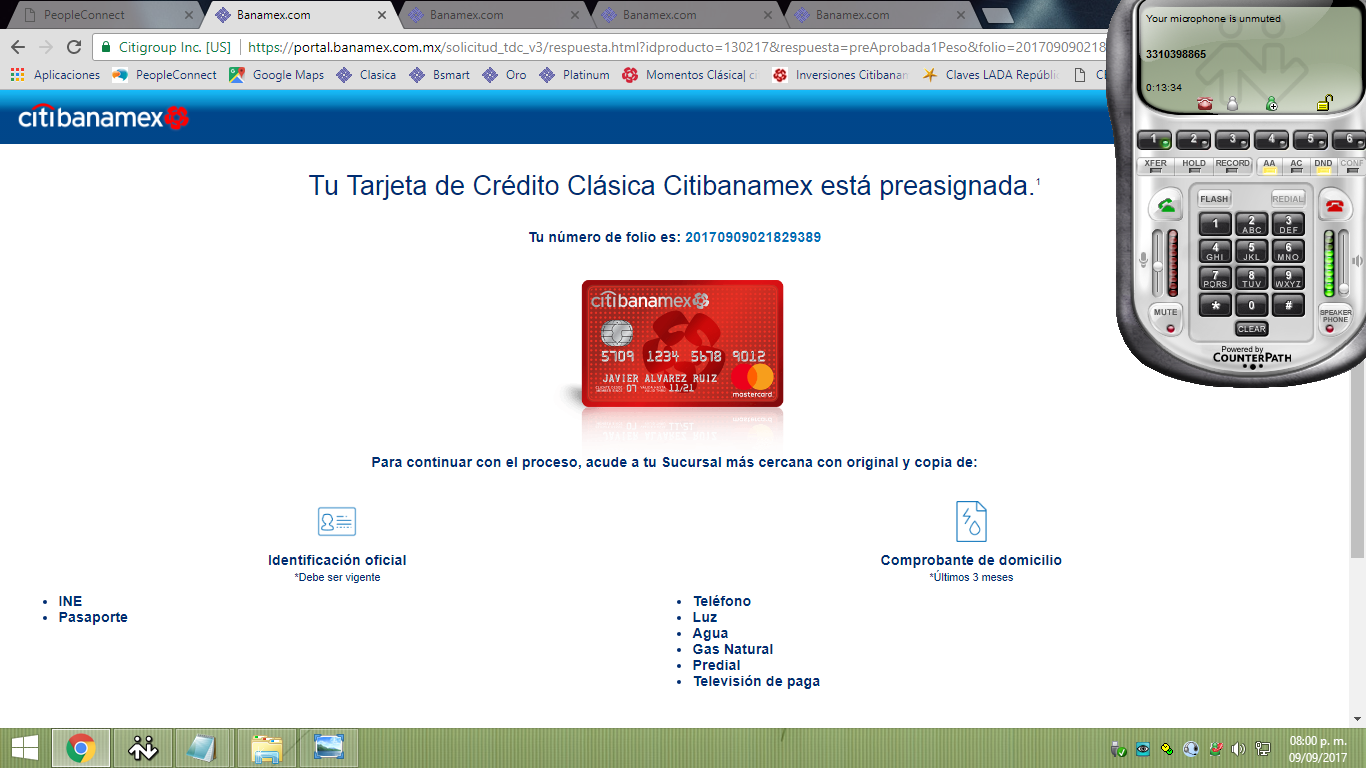 PeopleConnect
Banamex.com
Banamex.com
Banamex.com
Banamex.com
Citigroup Inc. [US]
https://portal.banamex.com.mx/solicitud_tdc_v3/respuesta.html?idproducto=130217&respuesta=preAprobada1Peso&folio=201709090218
Aplicaciones
PeopleConnect
Google Maps
Clasica
Bsmart
Oro
Platinum
Momentos Clásica| ci
Inversiones Citibanam
Claves LADA Repúbli
citibanamex
Tu Tarjeta de Crédito Clásica Citibanamex está preasignada.1
Tu número de folio es: 20170909021829389
citibanamex
5709 1234 5678 9012
07 11/21
JAVIER ALVAREZ RUIZ
mastercard
Para continuar con el proceso, acude a tu Sucursal más cercana con original y copia de:
Identificación oficial
*Debe ser vigente
• INE
• Pasaporte
Comprobante de domicilio
*Últimos 3 meses
• Teléfono
• Luz
• Agua
• Gas Natural
• Predial
• Televisión de paga
Your microphone is unmuted
3310398865
0:13:34
1 2 3 4 5 6
XFER HOLD RECORD AA AC DND CONF
FLASH REDIAL
1 2 ABC 3 DEF
4 GHI 5 JKL 6 MNO
7 PQRS 8 TUV 9 WXYZ
* 0 #
MUTE
CLEAR
SPEAKER PHONE
Powered by
COUNTERPATH
08:00 p. m.
09/09/2017